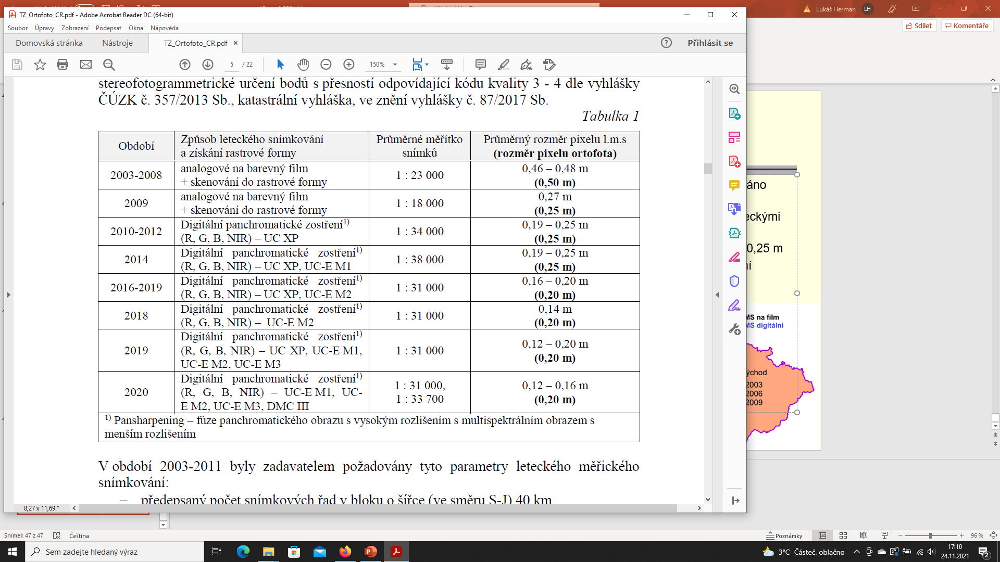 TZ_Ortofoto_CR.pdf - Adobe Acrobat Reader DC (64-bit)
Lukáš Herman
LH
Soubor Úpravy Zobrazení Podepsat Okna Nápověda
Sdílet
Komentáře
Domovská stránka
Nástroje
TZ_Ortofoto_CR.pdf ×
Přihlásit se
5 / 22
150%
stereofotogrammetrické určení bodů s přesností odpovídající kódu kvality 3 - 4 dle vyhlášky
ČÚZK č. 357/2013 Sb., katastrální vyhláška, ve znění vyhlášky č. 87/2017 Sb.
Tabulka 1
Období
Způsob leteckého snímkování
a získání rastrové formy
Průměrné měřítko
snímků
Průměrný rozměr pixelu l.m.s
(rozměr pixelu ortofota)
2003-2008
analogové na barevný film
+ skenování do rastrové formy
1 : 23 000
0,46 – 0,48 m
(0,50 m)
2009
analogové na barevný film
+ skenování do rastrové formy
1 : 18 000
0,27 m
(0,25 m)
2010-2012
Digitální panchromatické zostření1)
(R, G, B, NIR) – UC XP
1 : 34 000
0,19 – 0,25 m
(0,25 m)
2014
Digitální panchromatické zostření1)
(R, G, B, NIR) – UC XP, UC-E M1
1 : 38 000
0,19 – 0,25 m
(0,25 m)
2016-2019
Digitální panchromatické zostření1)
(R, G, B, NIR) – UC XP, UC-E M2
1 : 31 000
0,16 – 0,20 m
(0,20 m)
2018
Digitální panchromatické zostření1)
(R, G, B, NIR) – UC-E M2
1 : 31 000
0,14 m
(0,20 m)
2019
Digitální panchromatické zostření1)
(R, G, B, NIR) – UC XP, UC-E M1,
UC-E M2, UC-E M3
1 : 31 000
0,12 – 0,20 m
(0,20 m)
2020
Digitální panchromatické zostření1)
(R, G, B, NIR) – UC-E M1, UC-
E M2, UC-E M3, DMC III
1 : 31 000,
1 : 33 700
0,12 – 0,16 m
(0,20 m)
1) Pansharpening – fúze panchromatického obrazu s vysokým rozlišením s multispektrálním obrazem s
menším rozlišením
V období 2003-2011 byly zadavatelem požadovány tyto parametry leteckého měřického
snímkování:
– předepsaný počet snímkových řad v bloku o šířce (ve směru S-J) 40 km
8,27 x 11,69 "
áno
eckými
0,25 m
ní
MS na film
MS digitální
ýchod
2003
2006
2009
Snímek 47 z 47
Čeština
Poznámky
96 %
Sem zadejte hledaný výraz
3°C Částeč. oblačno
17:10
24.11.2021
2